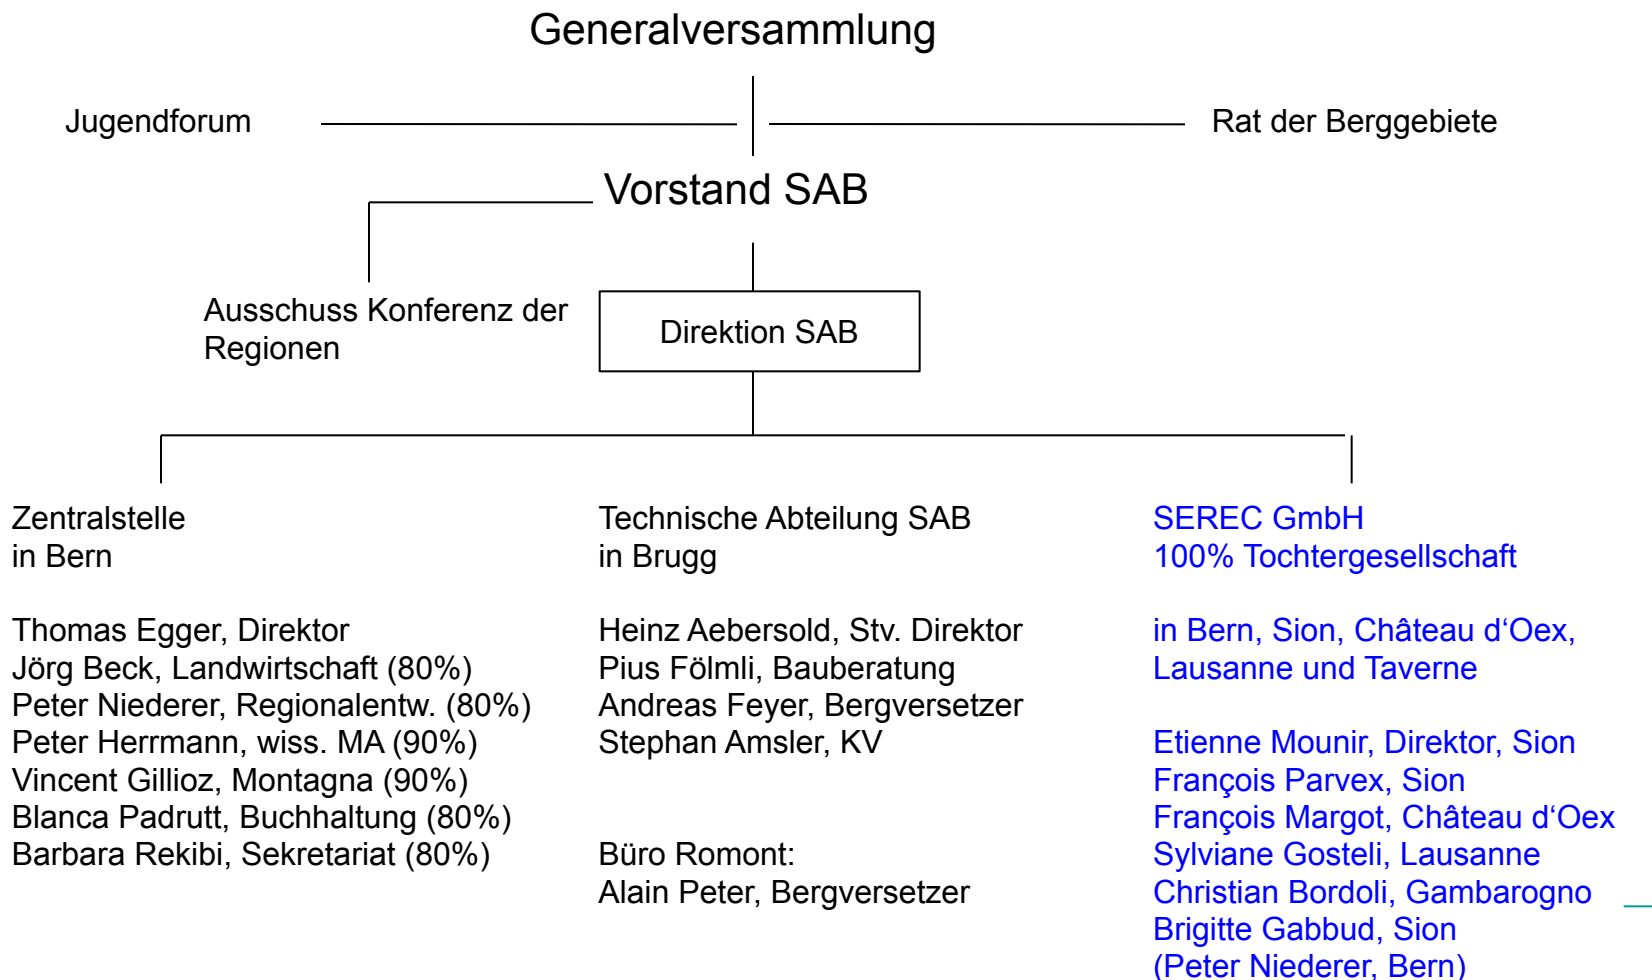 Generalversammlung
Jugendforum
Rat der Berggebiete
Vorstand SAB
Ausschuss Konferenz der
Regionen
Direktion SAB
Zentralstelle
in Bern
Thomas Egger, Direktor
Jörg Beck, Landwirtschaft (80%)
Peter Niederer, Regionalentw. (80%)
Peter Herrmann, wiss. MA (90%)
Vincent Gillioz, Montagna (90%)
Blanca Padrutt, Buchhaltung (80%)
Barbara Rekibi, Sekretariat (80%)
Technische Abteilung SAB
in Brugg
Heinz Aebersold, Stv. Direktor
Pius Fölmli, Bauberatung
Andreas Feyer, Bergversetzer
Stephan Amsler, KV
Büro Romont:
Alain Peter, Bergversetzer
SEREC GmbH
100% Tochtergesellschaft
in Bern, Sion, Château d‘Oex,
Lausanne und Taverne
Etienne Mounir, Direktor, Sion
François Parvex, Sion
François Margot, Château d‘Oex
Sylviane Gosteli, Lausanne
Christian Bordoli, Gambarogno
Brigitte Gabbud, Sion
(Peter Niederer, Bern)